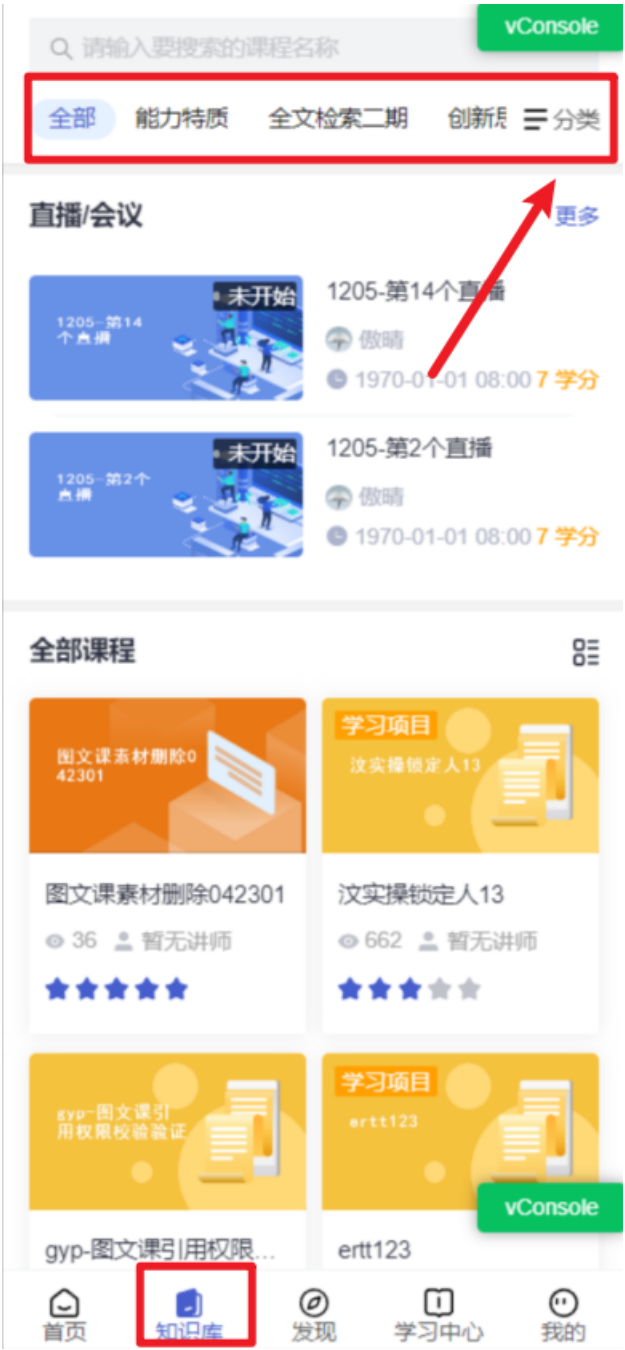 vConsole
请输入要搜索的课程名称
全部 能力特质 全文检索二期 创新思 分类
直播/会议 更多
未开始
1205-第14
个直播
1205-第14个直播
傲晴
1970-01-01 08:00 7 学分
未开始
1205-第2个
直播
1205-第2个直播
傲晴
1970-01-01 08:00 7 学分
全部课程
图文课素材删除0
42301
学习项目
汶实操锁定人13
图文课素材删除042301
汶实操锁定人13
36 暂无讲师
662 暂无讲师
gyp-图文课引
用权限校验验证
学习项目
ertt123
vConsole
gyp-图文课引用权限...
ertt123
首页 知识库 发现 学习中心 我的